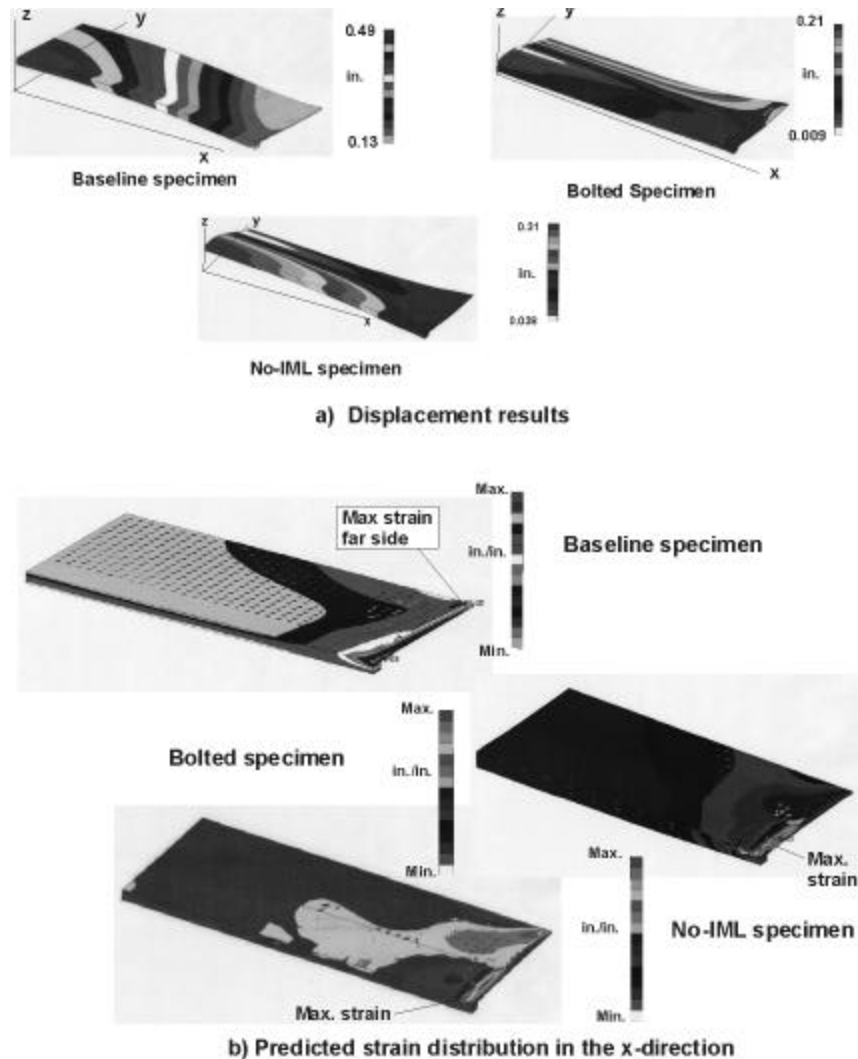 z
y
0.49
in.
0.13
x
Baseline specimen
z
y
0.21
in.
0.009
x
Bolted Specimen
z
y
0.31
in.
0.038
x
No-IML specimen
a) Displacement results
Max.
Max strain
far side
in./in.
Baseline specimen
Min.
Max.
Bolted specimen
in./in.
Min.
Max.
strain
Max.
in./in.
No-IML specimen
Max. strain
Min.
b) Predicted strain distribution in the x-direction